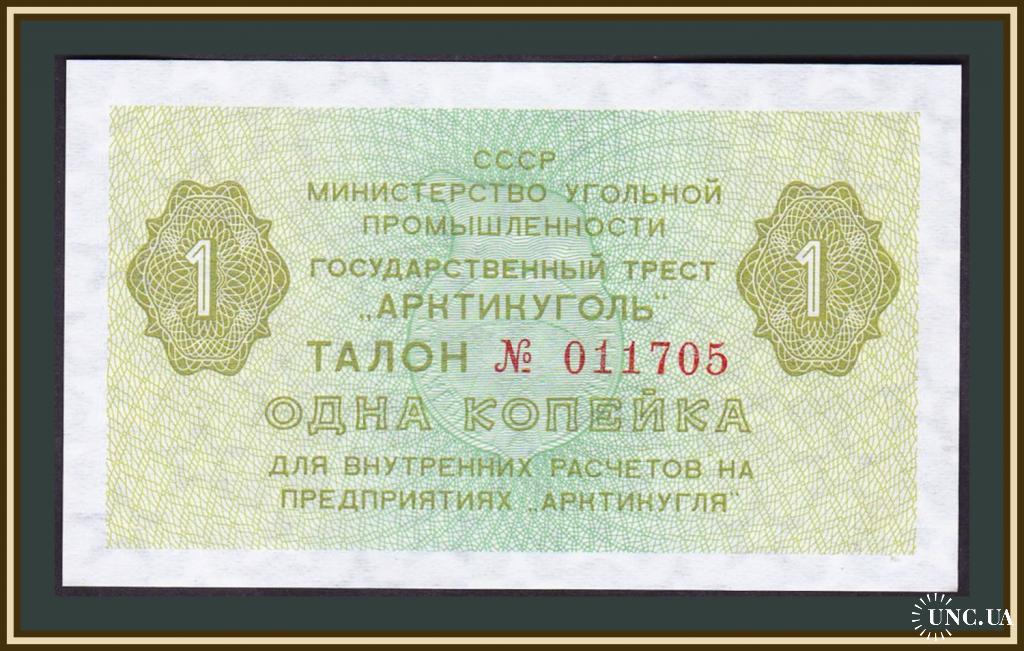 СССР
МИНИСТЕРСТВО УГОЛЬНОЙ
ПРОМЫШЛЕННОСТИ
ГОСУДАРСТВЕННЫЙ ТРЕСТ
„АРКТИКУГОЛЬ"
ТАЛОН № 011705
1 1
ОДНА КОПЕЙКА
ДЛЯ ВНУТРЕННИХ РАСЧЕТОВ НА
ПРЕДПРИЯТИЯХ „АРКТИКУГЛЯ"
UNC.UA